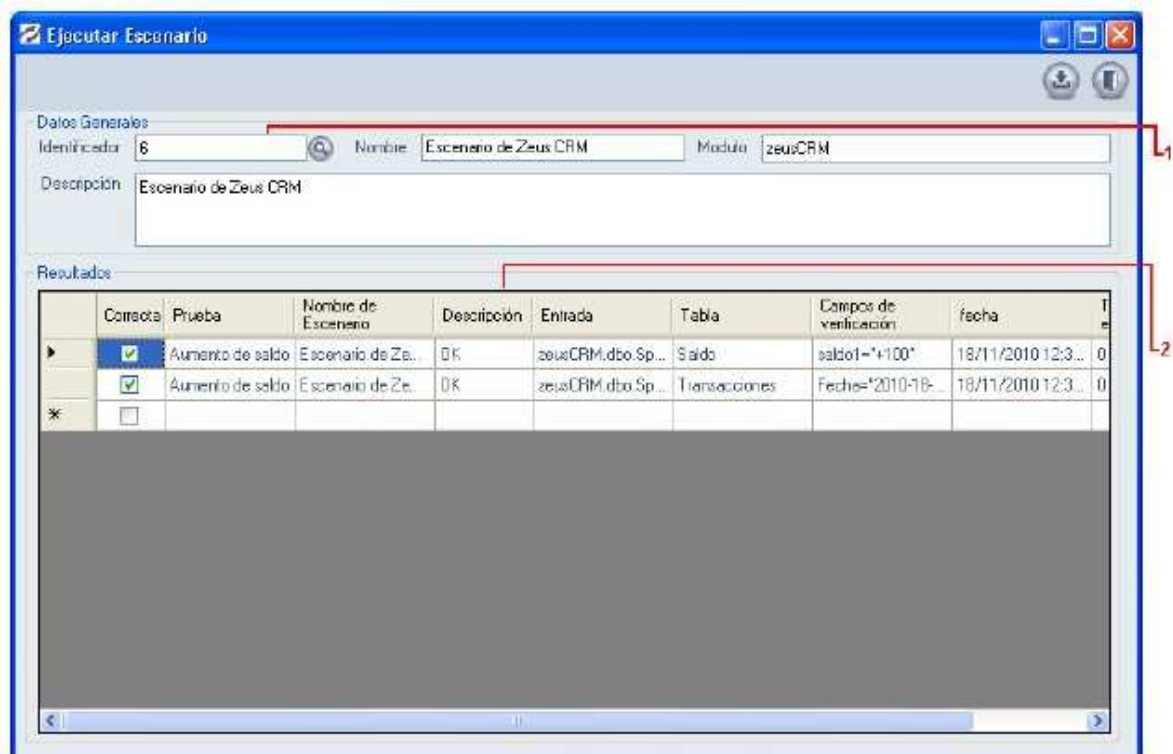 Ejecutar Escenario
Datos Generales
Identificador 6 Nombre Escenario de Zeus CRM Modulo zeusCRM
1
Descripción Escenario de Zeus CRM
Resultados
Correcta Prueba Nombre de Escenario Descripción Entrada Tabla Campos de verificación fecha T e
Aumento de saldo Escenario de Ze... OK zeusCRM.dbo.Sp... Saldo saldo1="+100" 18/11/2010 12:3... 0
2
Aumento de saldo Escenario de Ze... OK zeusCRM.dbo.Sp... Transacciones Fecha="2010-18-... 18/11/2010 12:3... 0